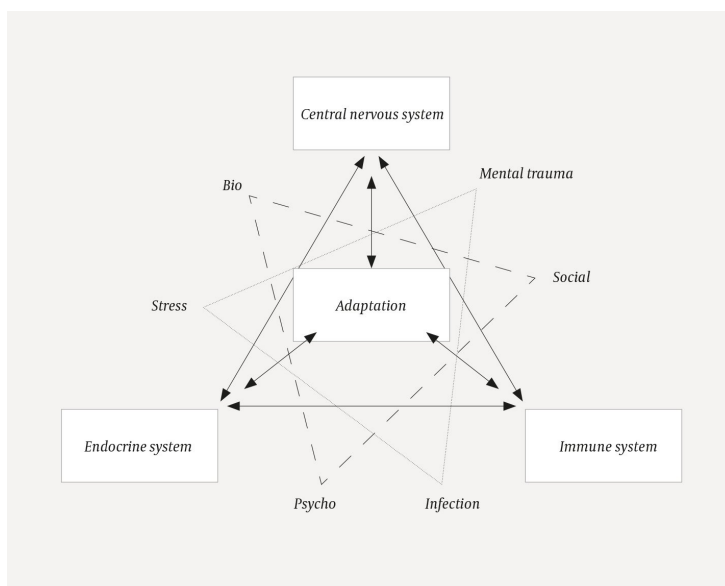 Central nervous system
Mental trauma
Bio
Social
Adaptation
Stress
Endocrine system
Immune system
Psycho
Infection